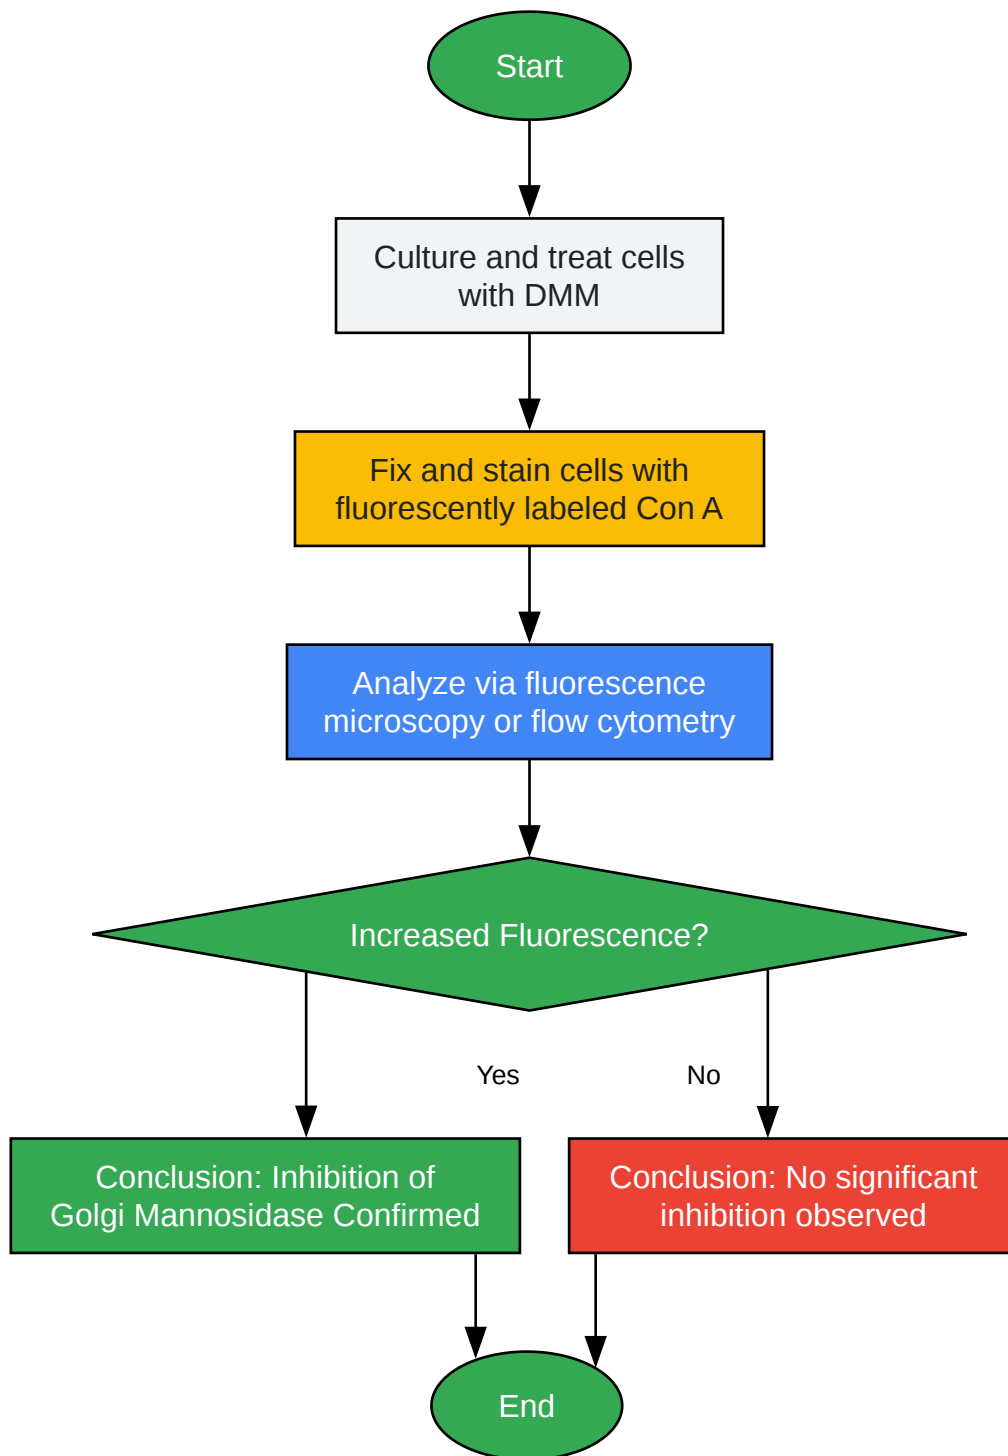 Start
Culture and treat cells
with DMM
Fix and stain cells with
fluorescently labeled Con A
Analyze via fluorescence
microscopy or flow cytometry
Increased Fluorescence?
Yes
No
Conclusion: Inhibition of
Golgi Mannosidase Confirmed
Conclusion: No significant
inhibition observed
End